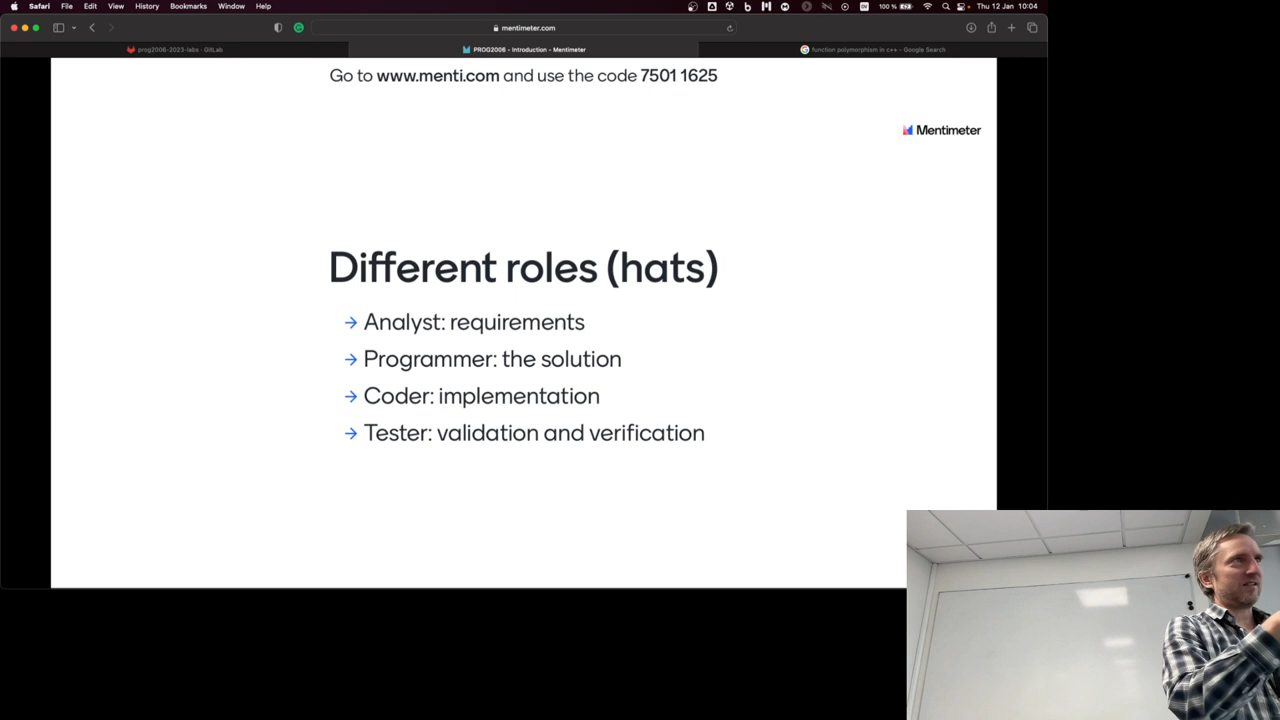 Safari File Edit View History Bookmarks Window Help 100 % Thu 12 Jan 10:04
mentimeter.com
prog2006-2023-labs · GitLab PROG2006 - Introduction - Mentimeter function polymorphism in c++ - Google Search
Go to www.menti.com and use the code 7501 1625
Mentimeter
Different roles (hats)
→ Analyst: requirements
→ Programmer: the solution
→ Coder: implementation
→ Tester: validation and verification